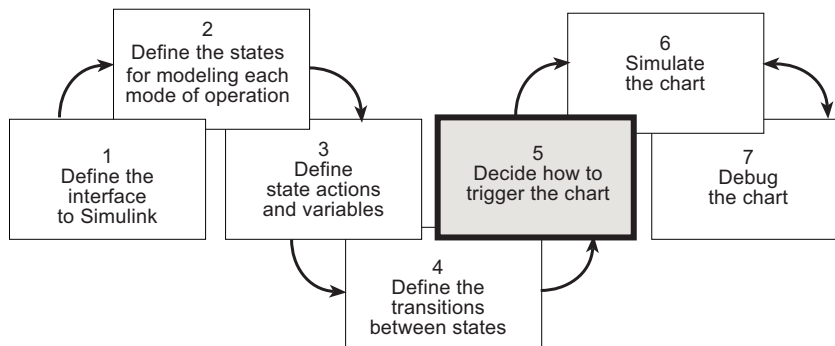 1
Define the
interface
to Simulink
2
Define the states
for modeling each
mode of operation
3
Define
state actions
and variables
4
Define the
transitions
between states
5
Decide how to
trigger the chart
6
Simulate
the chart
7
Debug
the chart